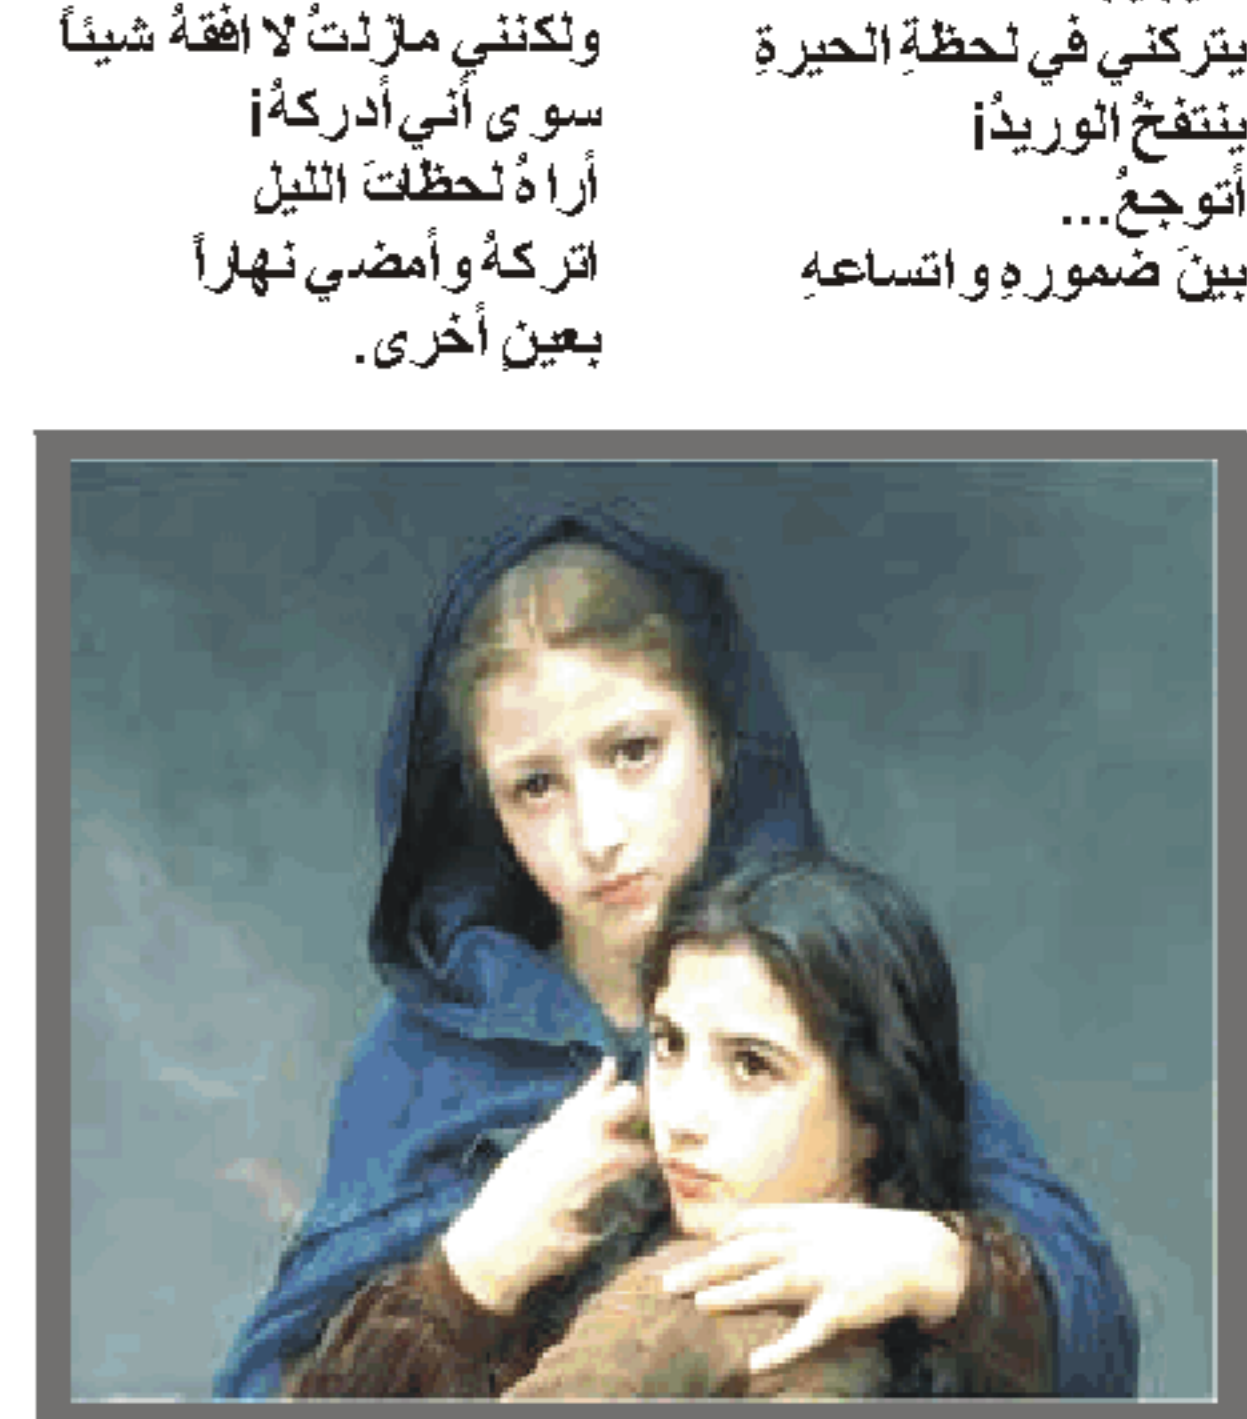 يتركني في لحظةِ الحيرةِ
ينتفخُ الوريدُ¡
أتوجعُ...
بينَ ضمورهِ واتساعهِ
ولكنني مازلتُ لا افقهُ شيئاً
سوى أني أدركهُ¡
أراهُ لحظاتَ الليلِ
اتركهُ وأمضي نهاراً
بعينٍ أخرى.